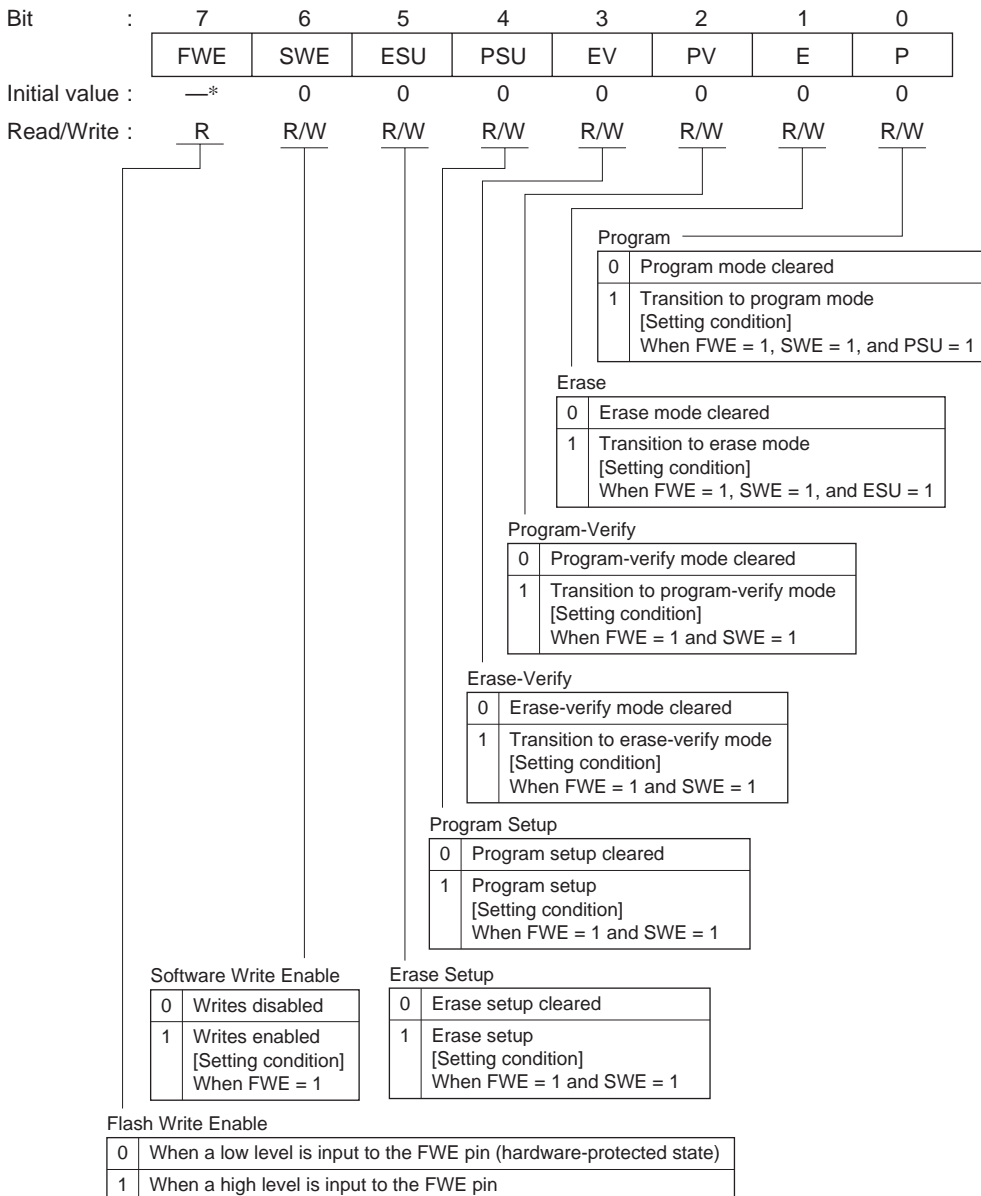 Bit : 7 6 5 4 3 2 1 0
FWE SWE ESU PSU EV PV E P
Initial value : —* 0 0 0 0 0 0 0
Read/Write : R R/W R/W R/W R/W R/W R/W R/W
Program
0 Program mode cleared
1 Transition to program mode
[Setting condition]
When FWE = 1, SWE = 1, and PSU = 1
Erase
0 Erase mode cleared
1 Transition to erase mode
[Setting condition]
When FWE = 1, SWE = 1, and ESU = 1
Program-Verify
0 Program-verify mode cleared
1 Transition to program-verify mode
[Setting condition]
When FWE = 1 and SWE = 1
Erase-Verify
0 Erase-verify mode cleared
1 Transition to erase-verify mode
[Setting condition]
When FWE = 1 and SWE = 1
Program Setup
0 Program setup cleared
1 Program setup
[Setting condition]
When FWE = 1 and SWE = 1
Software Write Enable
0 Writes disabled
1 Writes enabled
[Setting condition]
When FWE = 1
Erase Setup
0 Erase setup cleared
1 Erase setup
[Setting condition]
When FWE = 1 and SWE = 1
Flash Write Enable
0 When a low level is input to the FWE pin (hardware-protected state)
1 When a high level is input to the FWE pin